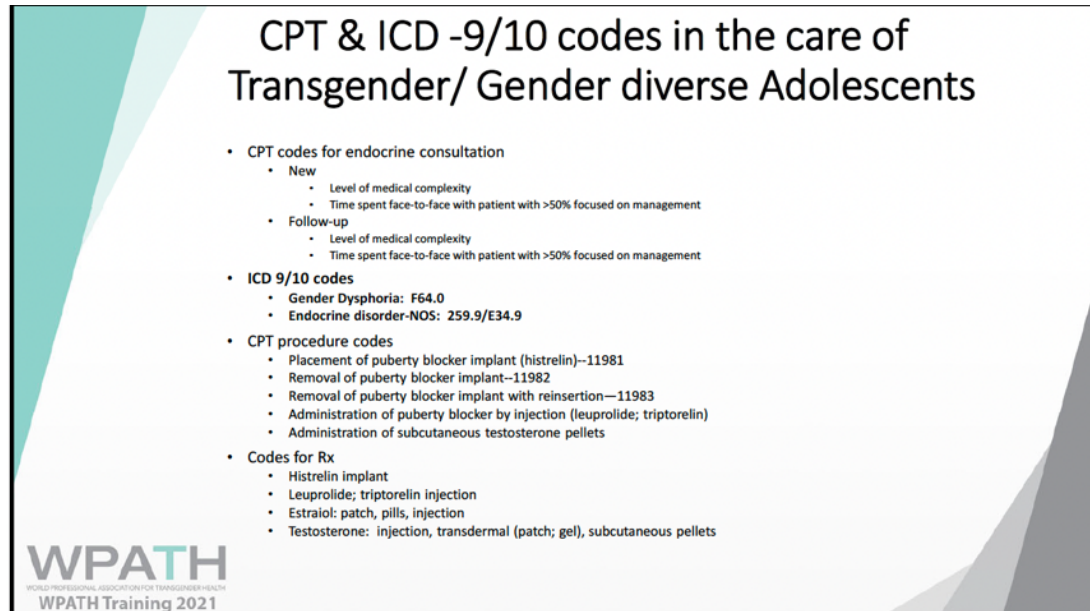 CPT & ICD -9/10 codes in the care of
Transgender/ Gender diverse Adolescents
• CPT codes for endocrine consultation
• New
• Level of medical complexity
• Time spent face-to-face with patient with >50% focused on management
• Follow-up
• Level of medical complexity
• Time spent face-to-face with patient with >50% focused on management
• ICD 9/10 codes
• Gender Dysphoria: F64.0
• Endocrine disorder-NOS: 259.9/E34.9
• CPT procedure codes
• Placement of puberty blocker implant (histrelin)--11981
• Removal of puberty blocker implant--11982
• Removal of puberty blocker implant with reinsertion—11983
• Administration of puberty blocker by injection (leuprolide; triptorelin)
• Administration of subcutaneous testosterone pellets
• Codes for Rx
• Histrelin implant
• Leuprolide; triptorelin injection
• Estraiol: patch, pills, injection
• Testosterone: injection, transdermal (patch; gel), subcutaneous pellets
WPATH
WORLD PROFESSIONAL ASSOCIATION FOR TRANSGENDER HEALTH
WPATH Training 2021